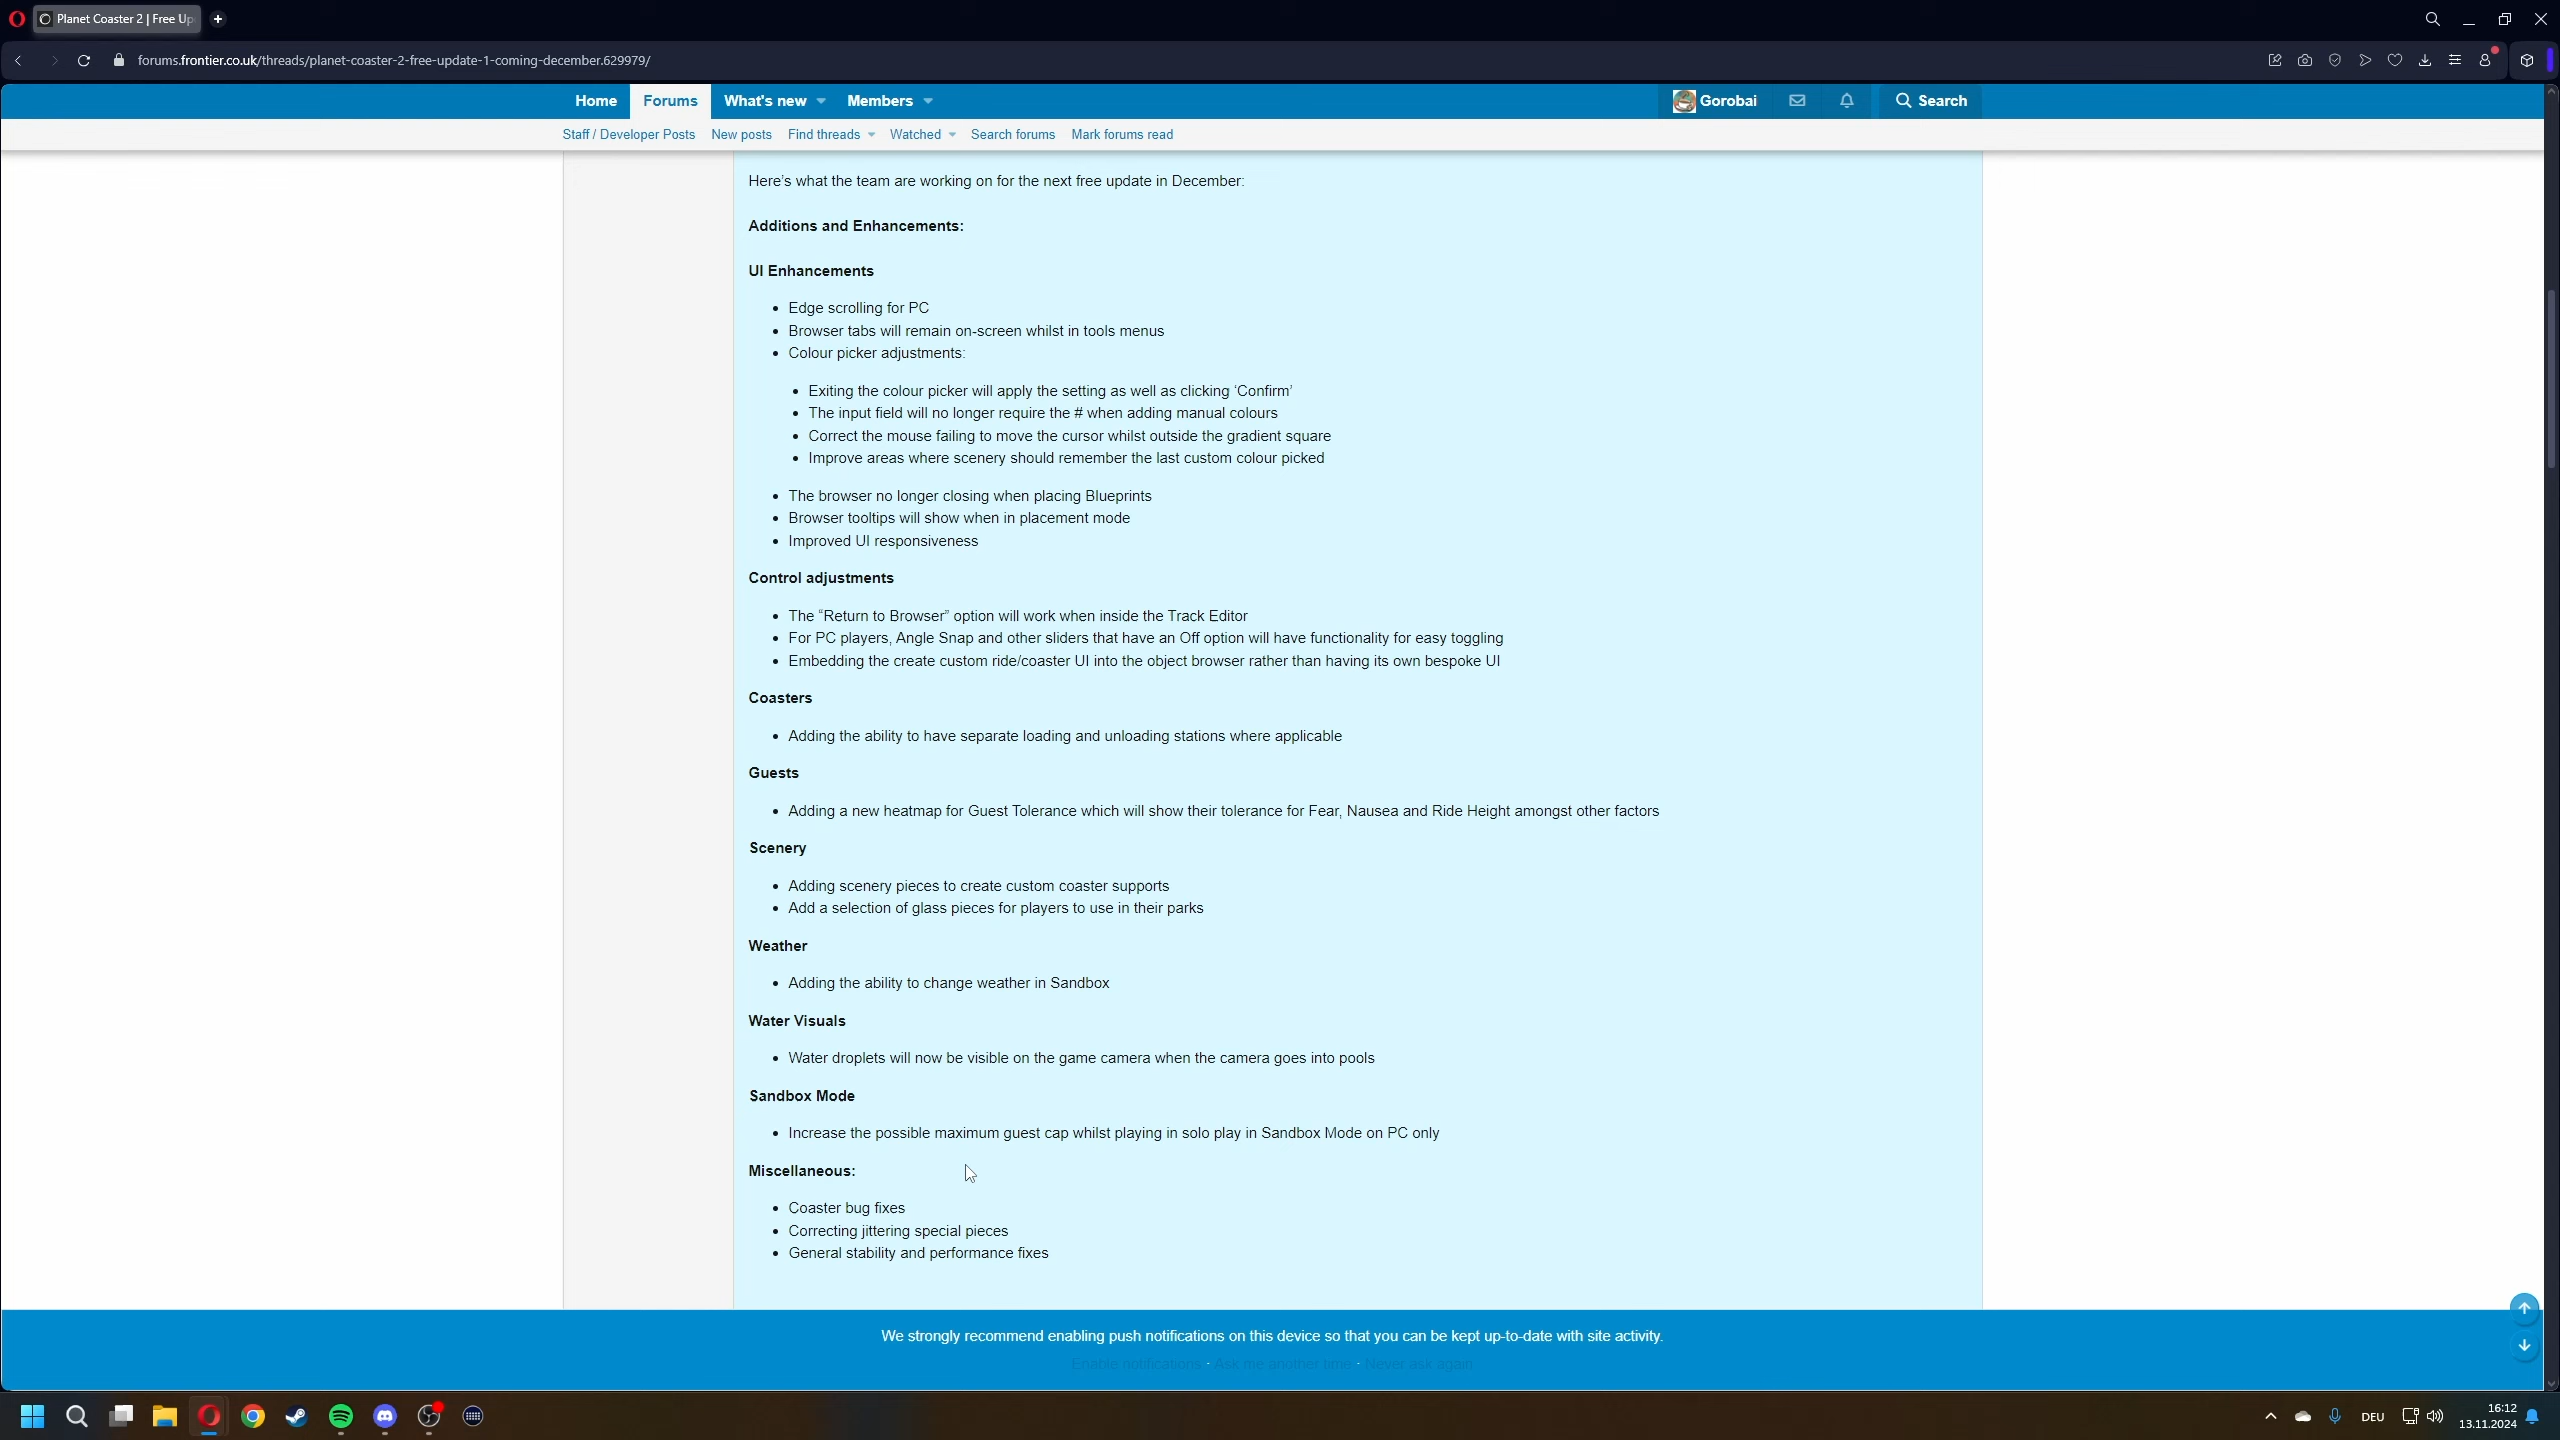 Planet Coaster 2 | Free Up
forums.frontier.co.uk/threads/planet-coaster-2-free-update-1-coming-december.629979/
Home Forums What's new Members Gorobai Search
Staff / Developer Posts New posts Find threads Watched Search forums Mark forums read
Here’s what the team are working on for the next free update in December:
Additions and Enhancements:
UI Enhancements
• Edge scrolling for PC
• Browser tabs will remain on-screen whilst in tools menus
• Colour picker adjustments:
• Exiting the colour picker will apply the setting as well as clicking ‘Confirm’
• The input field will no longer require the # when adding manual colours
• Correct the mouse failing to move the cursor whilst outside the gradient square
• Improve areas where scenery should remember the last custom colour picked
• The browser no longer closing when placing Blueprints
• Browser tooltips will show when in placement mode
• Improved UI responsiveness
Control adjustments
• The “Return to Browser” option will work when inside the Track Editor
• For PC players, Angle Snap and other sliders that have an Off option will have functionality for easy toggling
• Embedding the create custom ride/coaster UI into the object browser rather than having its own bespoke UI
Coasters
• Adding the ability to have separate loading and unloading stations where applicable
Guests
• Adding a new heatmap for Guest Tolerance which will show their tolerance for Fear, Nausea and Ride Height amongst other factors
Scenery
• Adding scenery pieces to create custom coaster supports
• Add a selection of glass pieces for players to use in their parks
Weather
• Adding the ability to change weather in Sandbox
Water Visuals
• Water droplets will now be visible on the game camera when the camera goes into pools
Sandbox Mode
• Increase the possible maximum guest cap whilst playing in solo play in Sandbox Mode on PC only
Miscellaneous:
• Coaster bug fixes
• Correcting jittering special pieces
• General stability and performance fixes
We strongly recommend enabling push notifications on this device so that you can be kept up-to-date with site activity.
Enable notifications · Ask me another time · Never ask again
DEU
16:12
13.11.2024